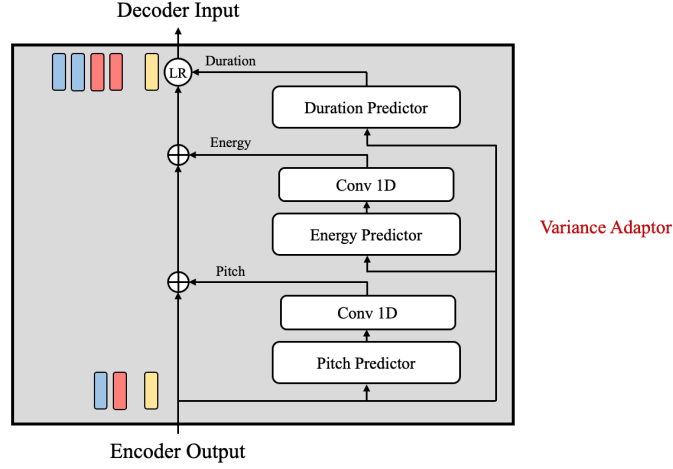 Decoder Input
LR
Duration
Duration Predictor
Energy
Conv 1D
Energy Predictor
Variance Adaptor
Pitch
Conv 1D
Pitch Predictor
Encoder Output